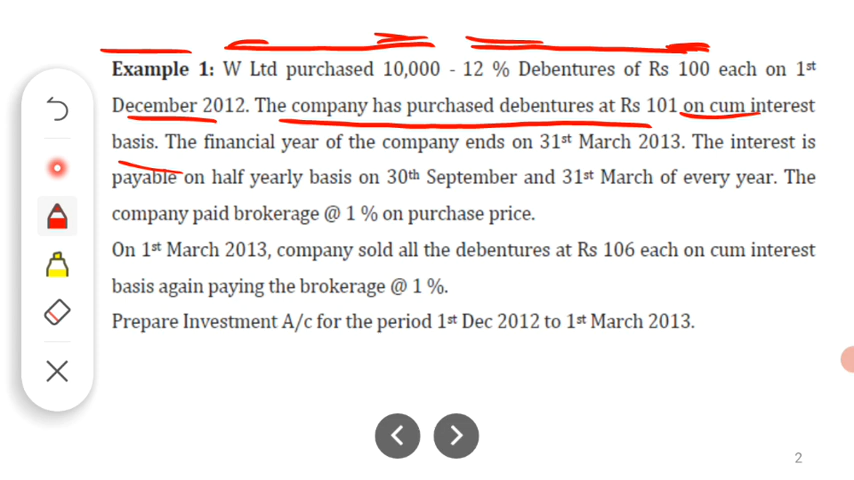 Example 1: W Ltd purchased 10,000 - 12 % Debentures of Rs 100 each on 1st
December 2012. The company has purchased debentures at Rs 101 on cum interest
basis. The financial year of the company ends on 31st March 2013. The interest is
payable on half yearly basis on 30th September and 31st March of every year. The
company paid brokerage @ 1 % on purchase price.
On 1st March 2013, company sold all the debentures at Rs 106 each on cum interest
basis again paying the brokerage @ 1 %.
Prepare Investment A/c for the period 1st Dec 2012 to 1st March 2013.
2